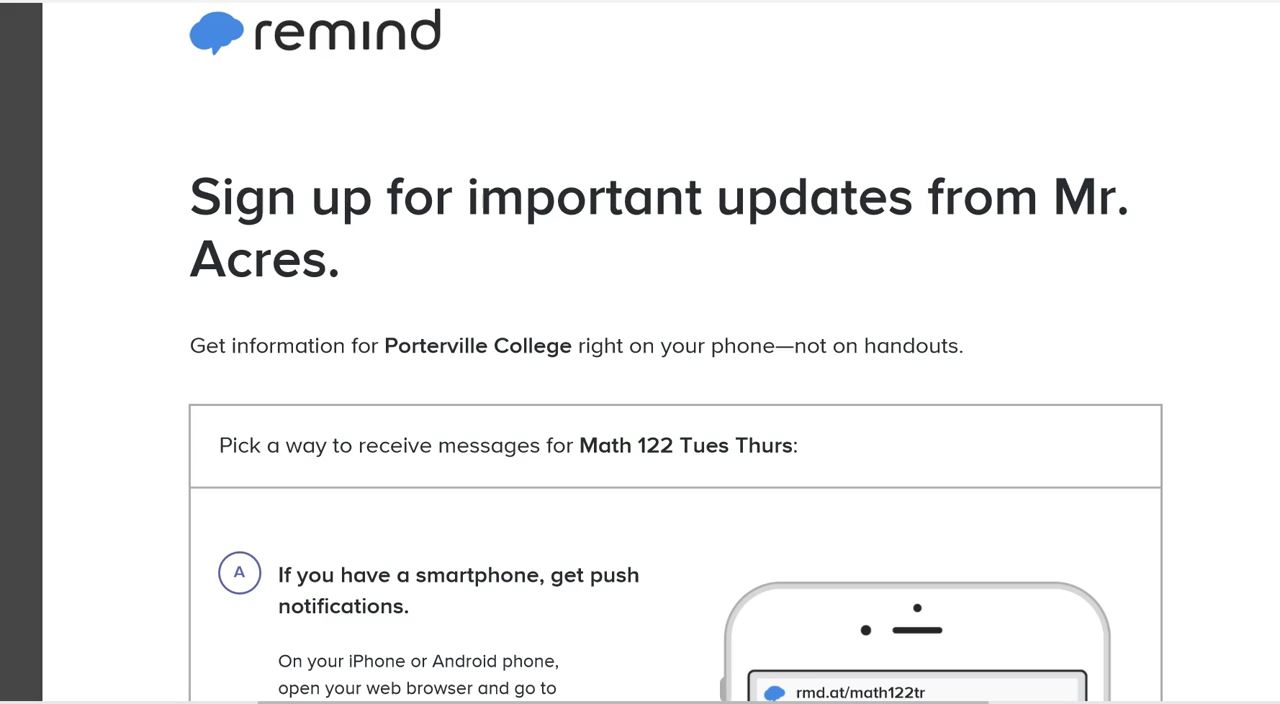 remind
Sign up for important updates from Mr.
Acres.
Get information for Porterville College right on your phone—not on handouts.
Pick a way to receive messages for Math 122 Tues Thurs:
A
If you have a smartphone, get push
notifications.
On your iPhone or Android phone,
open your web browser and go to
rmd.at/math122tr